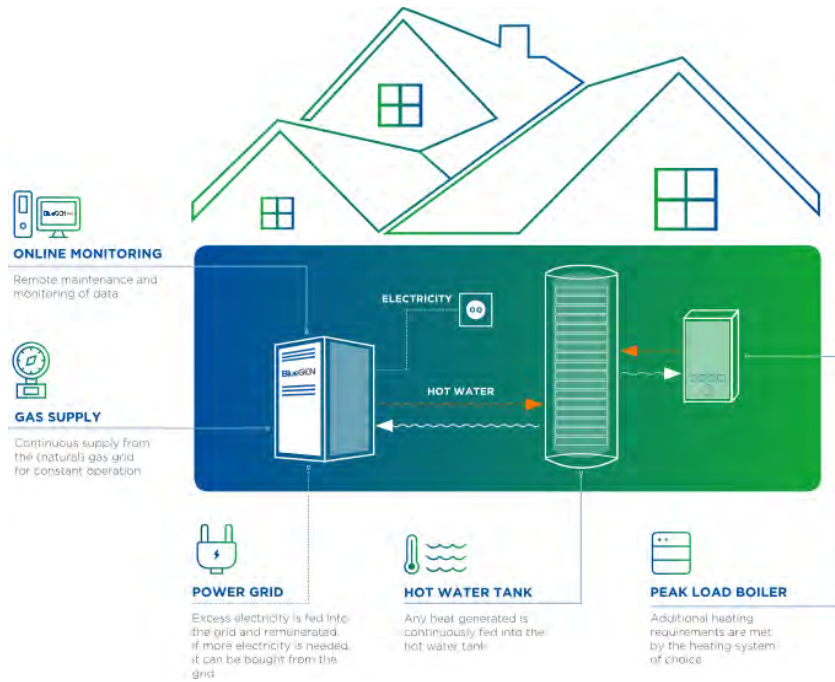 BlueGEN
ONLINE MONITORING
Remote maintenance and
monitoring of data
ELECTRICITY
BlueGEN
HOT WATER
GAS SUPPLY
Continuous supply from
the (natural) gas grid
for constant operation
POWER GRID
Excess electricity is fed into
the grid and remunerated.
If more electricity is needed,
it can be bought from the
grid
HOT WATER TANK
Any heat generated is
continuously fed into the
hot water tank
PEAK LOAD BOILER
Additional heating
requirements are met
by the heating system
of choice